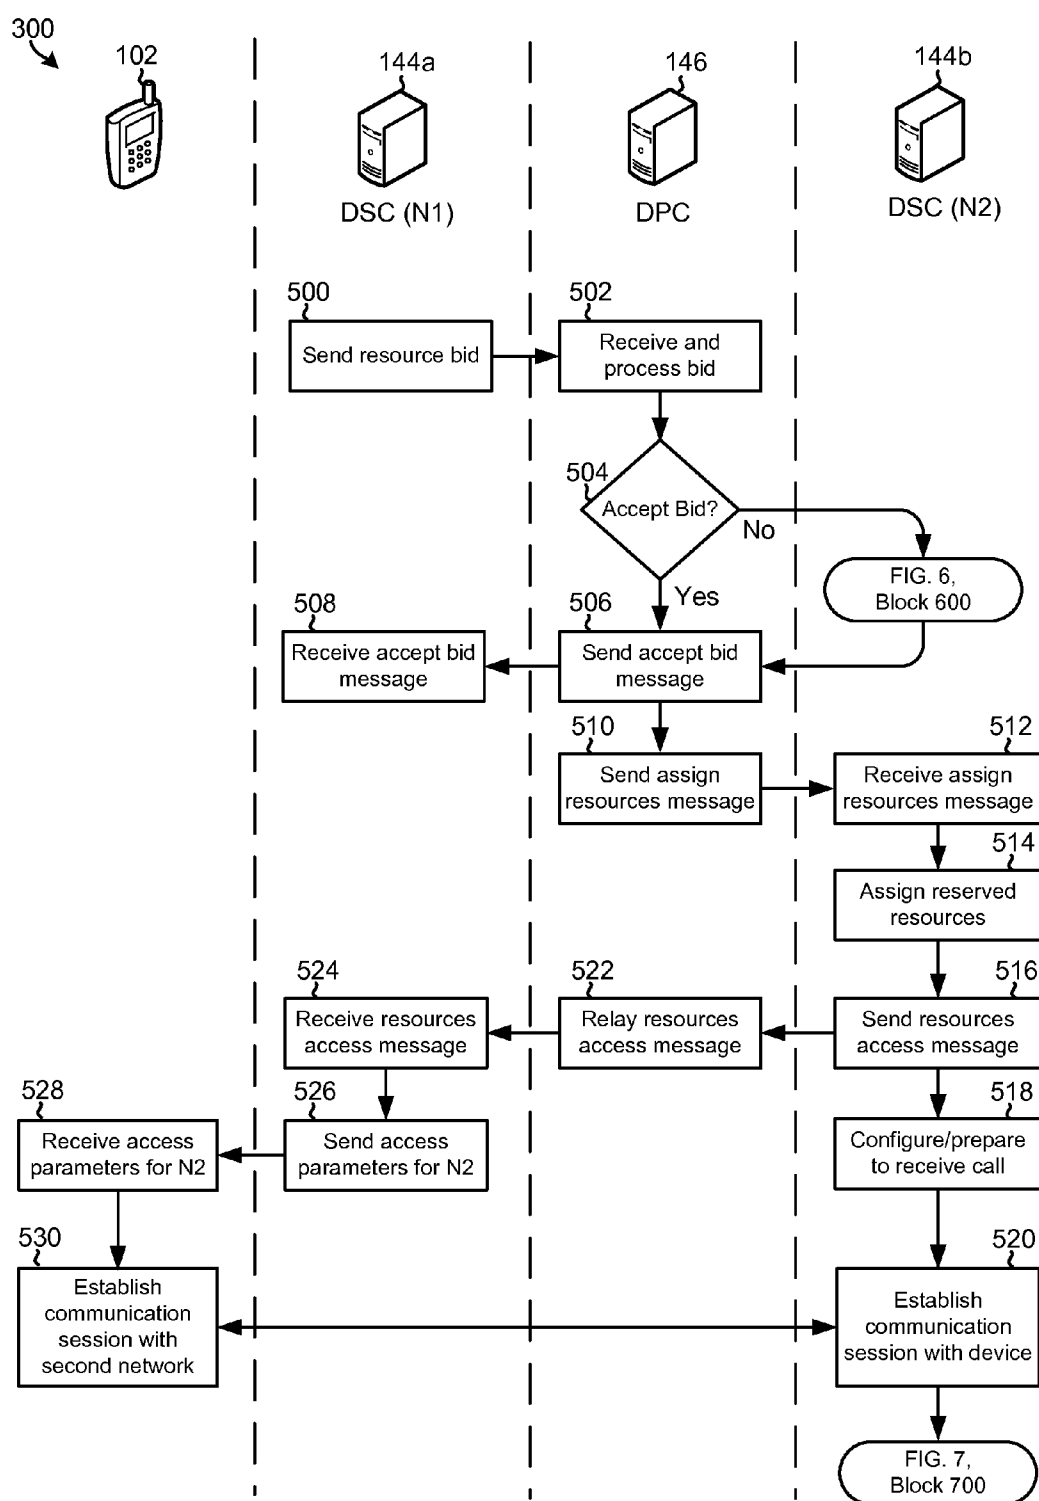 300
102
144a
146
144b
DSC (N1)
DPC
DSC (N2)
500
502
Send resource bid
Receive and
process bid
504
Accept Bid?
No
FIG. 6,
Block 600
Yes
508
506
Receive accept bid
message
Send accept bid
message
510
512
Send assign
resources message
Receive assign
resources message
514
Assign reserved
resources
524
522
516
Receive resources
access message
Relay resources
access message
Send resources
access message
528
526
518
Receive access
parameters for N2
Send access
parameters for N2
Configure/prepare
to receive call
530
520
Establish
communication
session with
second network
Establish
communication
session with device
FIG. 7,
Block 700